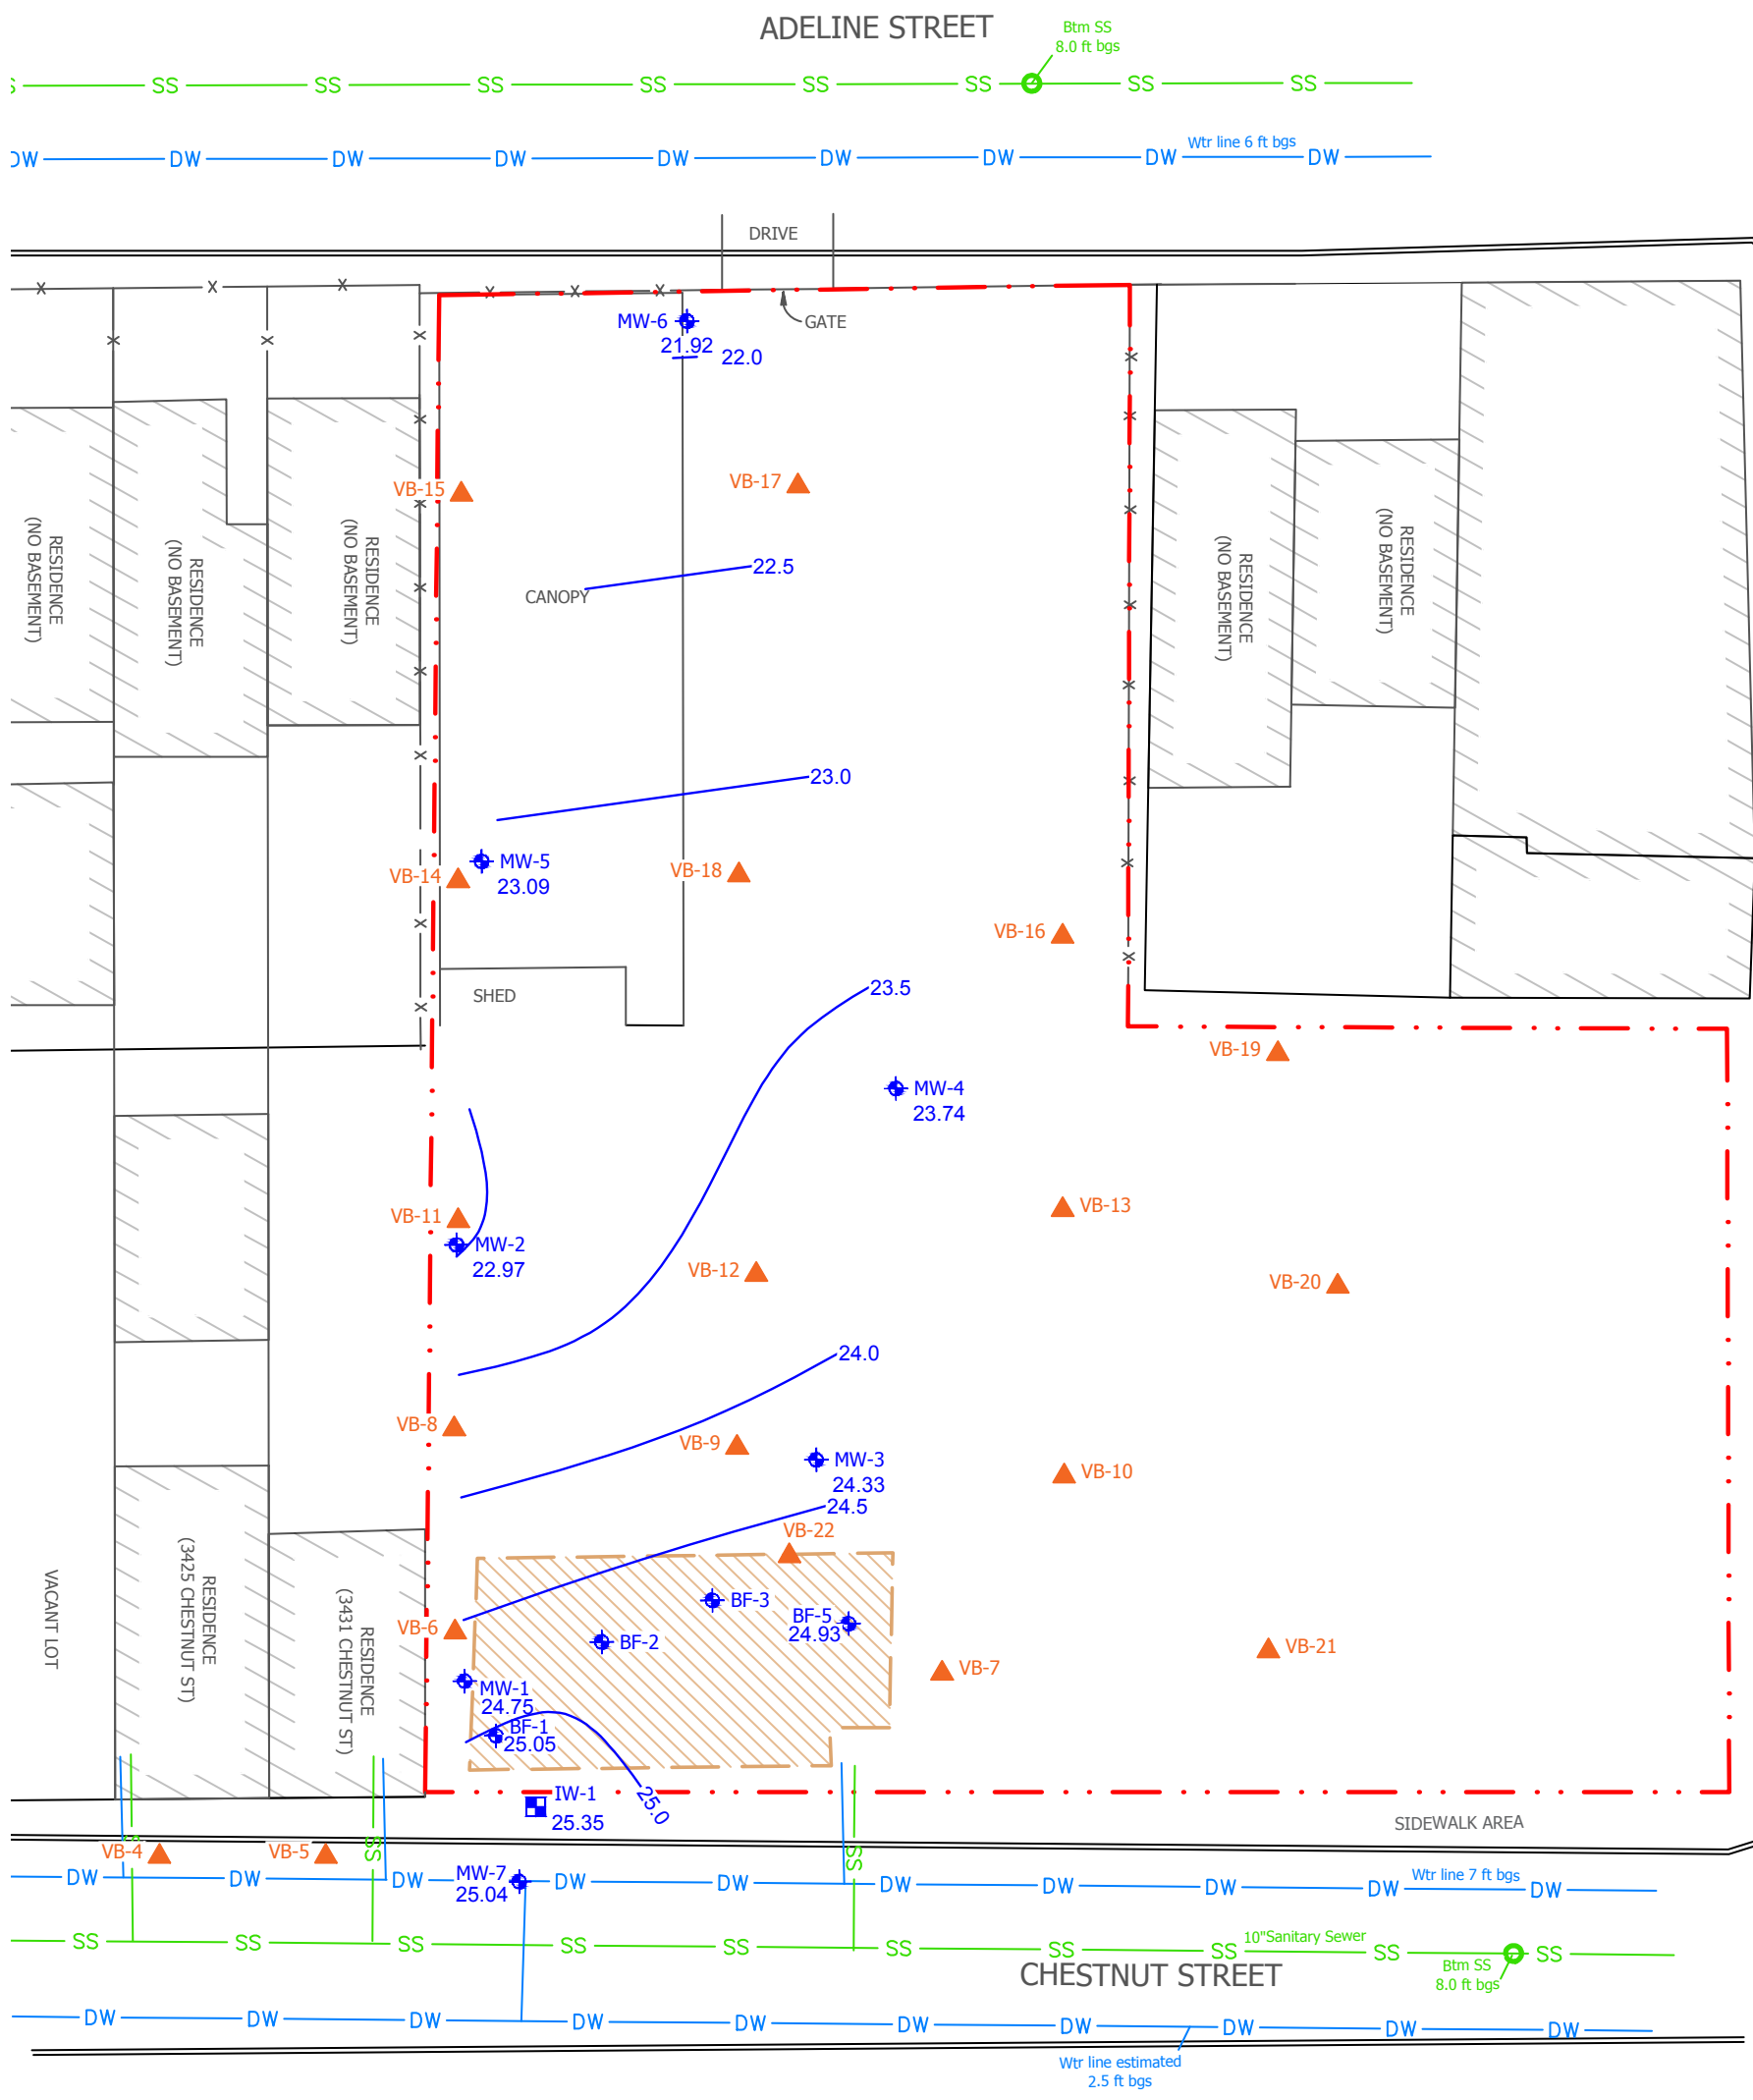 ADELINE STREET
Btm SS
8.0 ft bgs
SS SS SS SS SS SS SS SS SS
Wtr line 6 ft bgs
DW DW DW DW DW DW DW DW DW
DRIVE
X X X X X X
GATE
MW-6
21.92
22.0
VB-15
VB-17
22.5
CANOPY
RESIDENCE
(NO BASEMENT)
RESIDENCE
(NO BASEMENT)
RESIDENCE
(NO BASEMENT)
RESIDENCE
(NO BASEMENT)
RESIDENCE
(NO BASEMENT)
23.0
MW-5
23.09
VB-14
VB-18
VB-16
SHED
23.5
VB-19
MW-4
23.74
VB-11
MW-2
22.97
VB-13
VB-12
VB-20
24.0
VB-8
VB-9
MW-3
24.33
VB-10
24.5
VB-22
VACANT LOT
RESIDENCE
(3425 CHESTNUT ST)
RESIDENCE
(3431 CHESTNUT ST)
VB-6
BF-3
BF-2
BF-5
24.93
VB-7
VB-21
MW-1
24.75
BF-1
25.05
IW-1
25.35
25.0
SIDEWALK AREA
VB-4
VB-5
SS
SS
MW-7
25.04
Wtr line 7 ft bgs
DW DW DW DW DW DW DW DW DW DW
10"Sanitary Sewer
SS SS SS SS SS SS SS SS SS SS
CHESTNUT STREET
Btm SS
8.0 ft bgs
DW DW DW DW DW DW DW DW DW DW
Wtr line estimated
2.5 ft bgs